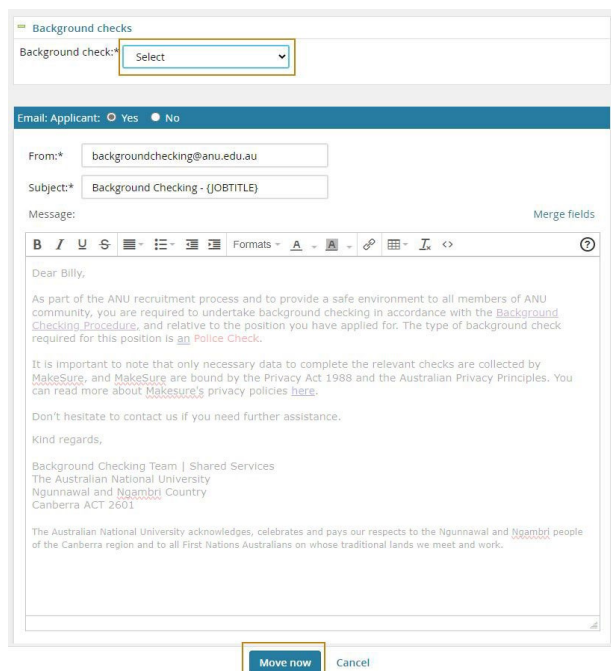 Background checks
Background check:* Select
Email: Applicant: Yes No
From:* backgroundchecking@anu.edu.au
Subject:* Background Checking - {JOBTITLE}
Message: Merge fields
B I U S Formats A A Ix <> ?
Dear Billy,
As part of the ANU recruitment process and to provide a safe environment to all members of ANU
community, you are required to undertake background checking in accordance with the Background
Checking Procedure, and relative to the position you have applied for. The type of background check
required for this position is an Police Check.
It is important to note that only necessary data to complete the relevant checks are collected by
MakeSure, and MakeSure are bound by the Privacy Act 1988 and the Australian Privacy Principles. You
can read more about Makesure's privacy policies here.
Don't hesitate to contact us if you need further assistance.
Kind regards,
Background Checking Team | Shared Services
The Australian National University
Ngunnawal and Ngambri Country
Canberra ACT 2601
The Australian National University acknowledges, celebrates and pays our respects to the Ngunnawal and Ngambri people
of the Canberra region and to all First Nations Australians on whose traditional lands we meet and work.
Move now Cancel